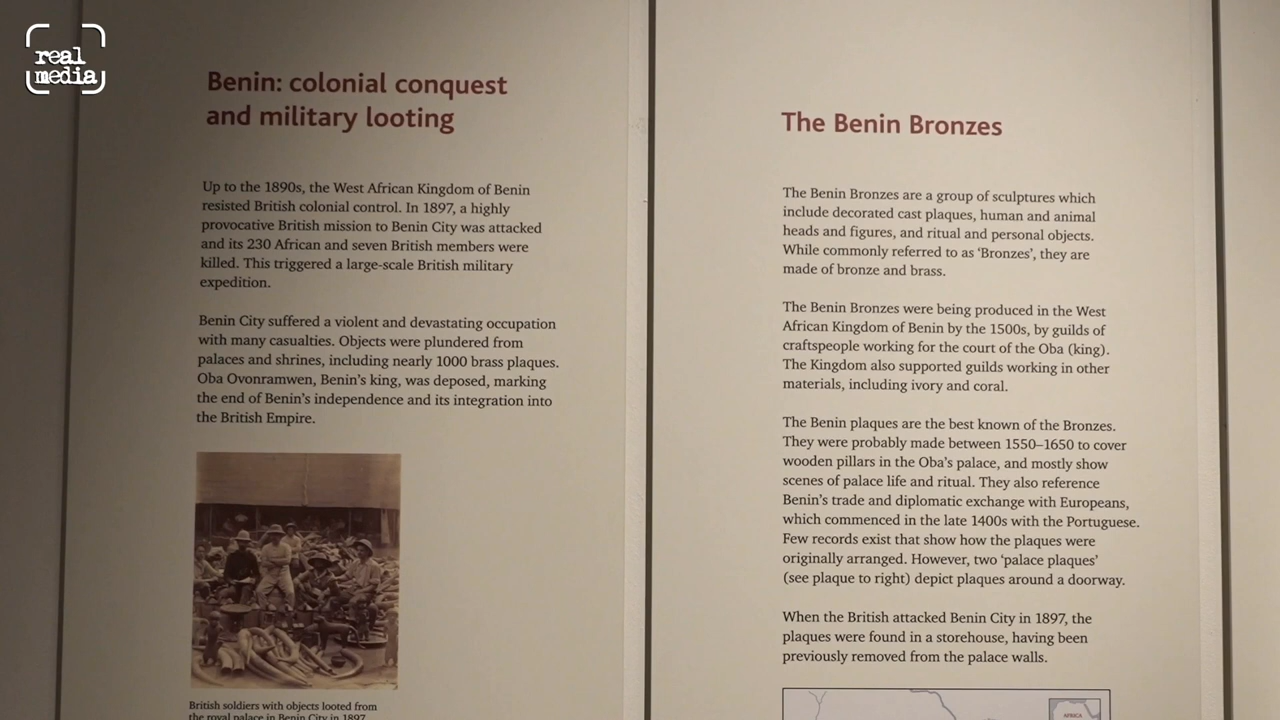 real
media
Benin: colonial conquest
and military looting
Up to the 1890s, the West African Kingdom of Benin
resisted British colonial control. In 1897, a highly
provocative British mission to Benin City was attacked
and its 230 African and seven British members were
killed. This triggered a large-scale British military
expedition.
Benin City suffered a violent and devastating occupation
with many casualties. Objects were plundered from
palaces and shrines, including nearly 1000 brass plaques.
Oba Ovonramwen, Benin's king, was deposed, marking
the end of Benin's independence and its integration into
the British Empire.
British soldiers with objects looted from
the royal palace in Benin City in 1897
The Benin Bronzes
The Benin Bronzes are a group of sculptures which
include decorated cast plaques, human and animal
heads and figures, and ritual and personal objects.
While commonly referred to as 'Bronzes', they are
made of bronze and brass.
The Benin Bronzes were being produced in the West
African Kingdom of Benin by the 1500s, by guilds of
craftspeople working for the court of the Oba (king).
The Kingdom also supported guilds working in other
materials, including ivory and coral.
The Benin plaques are the best known of the Bronzes.
They were probably made between 1550–1650 to cover
wooden pillars in the Oba's palace, and mostly show
scenes of palace life and ritual. They also reference
Benin's trade and diplomatic exchange with Europeans,
which commenced in the late 1400s with the Portuguese.
Few records exist that show how the plaques were
originally arranged. However, two 'palace plaques'
(see plaque to right) depict plaques around a doorway.
When the British attacked Benin City in 1897, the
plaques were found in a storehouse, having been
previously removed from the palace walls.
AFRICA